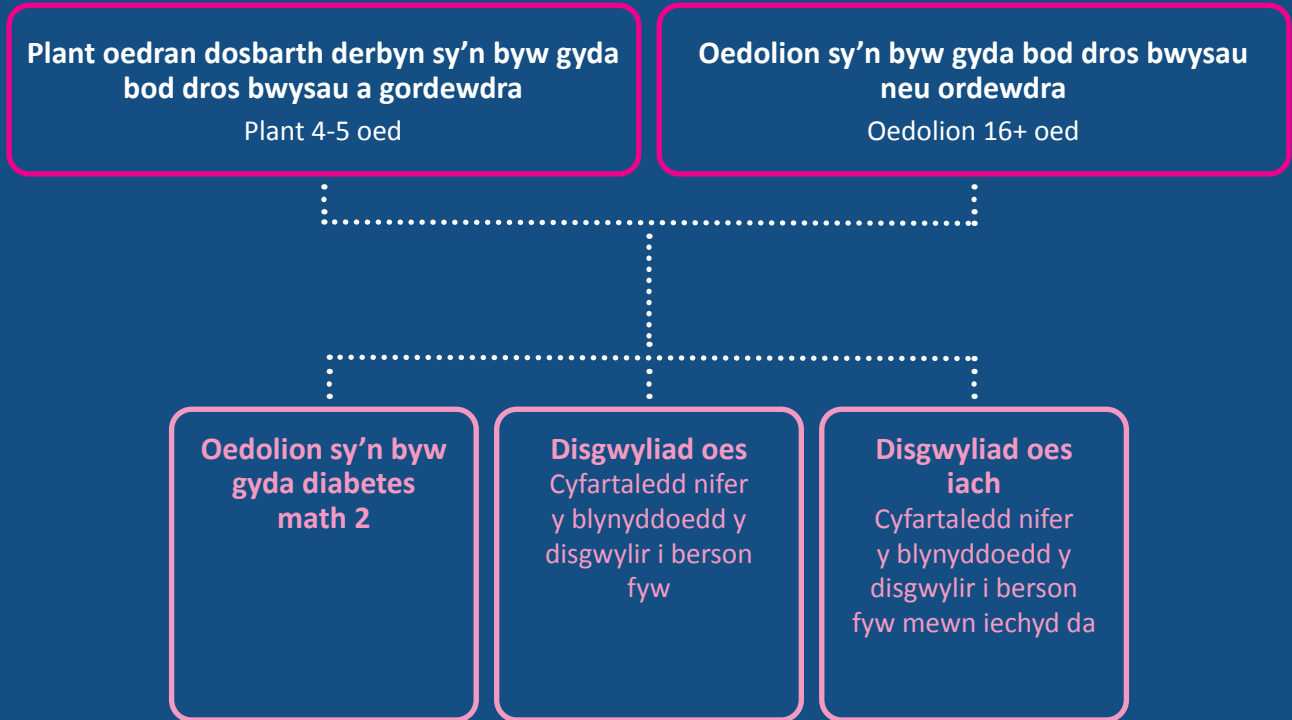 Plant oedran dosbarth derbyn sy’n byw gyda
bod dros bwysau a gordewdra
Plant 4-5 oed
Oedolion sy’n byw gyda bod dros bwysau
neu ordewdra
Oedolion 16+ oed
Oedolion sy’n byw
gyda diabetes
math 2
Disgwyliad oes
Cyfartaledd nifer
y blynyddoedd y
disgwylir i berson
fyw
Disgwyliad oes
iach
Cyfartaledd nifer
y blynyddoedd y
disgwylir i berson
fyw mewn iechyd da